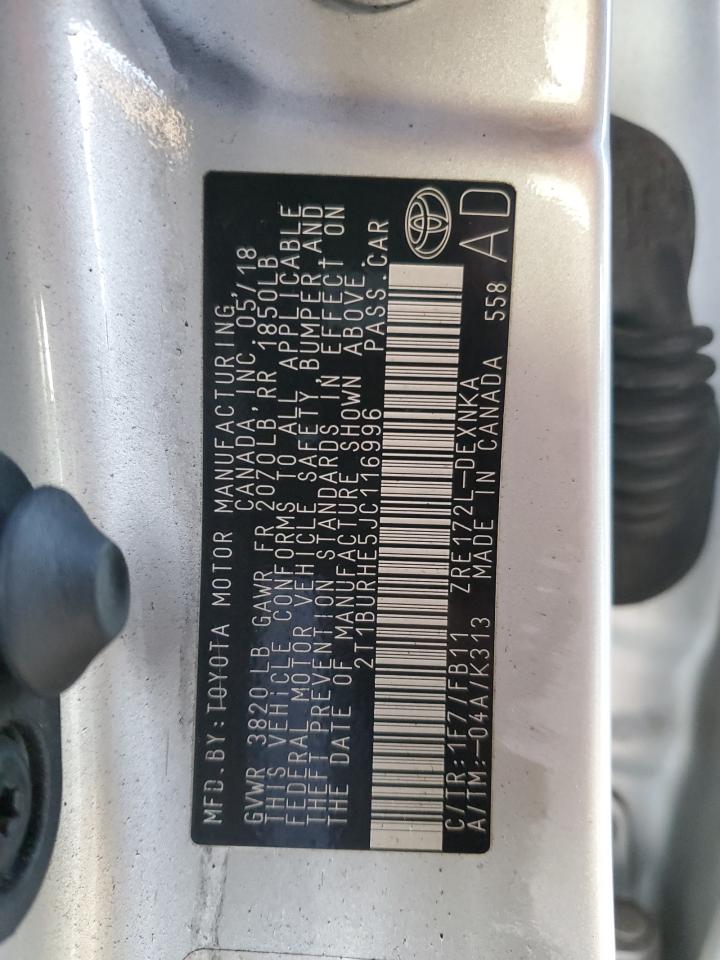 MFD.BY:TOYOTA MOTOR MANUFACTURING
CANADA, INC. 05/18
GVWR 3820LB GAWR FR 2070LB, RR 1850LB
THIS VEHICLE CONFORMS TO ALL APPLICABLE
FEDERAL MOTOR VEHICLE SAFETY, BUMPER AND
THEFT PREVENTION STANDARDS IN EFFECT ON
THE DATE OF MANUFACTURE SHOWN ABOVE.
2T1BURHE5JC116996 PASS.CAR
C/TR:1F7/FB11 ZRE172L-DEXNKA
A/TM:-04A/K313 MADE IN CANADA 558 AD